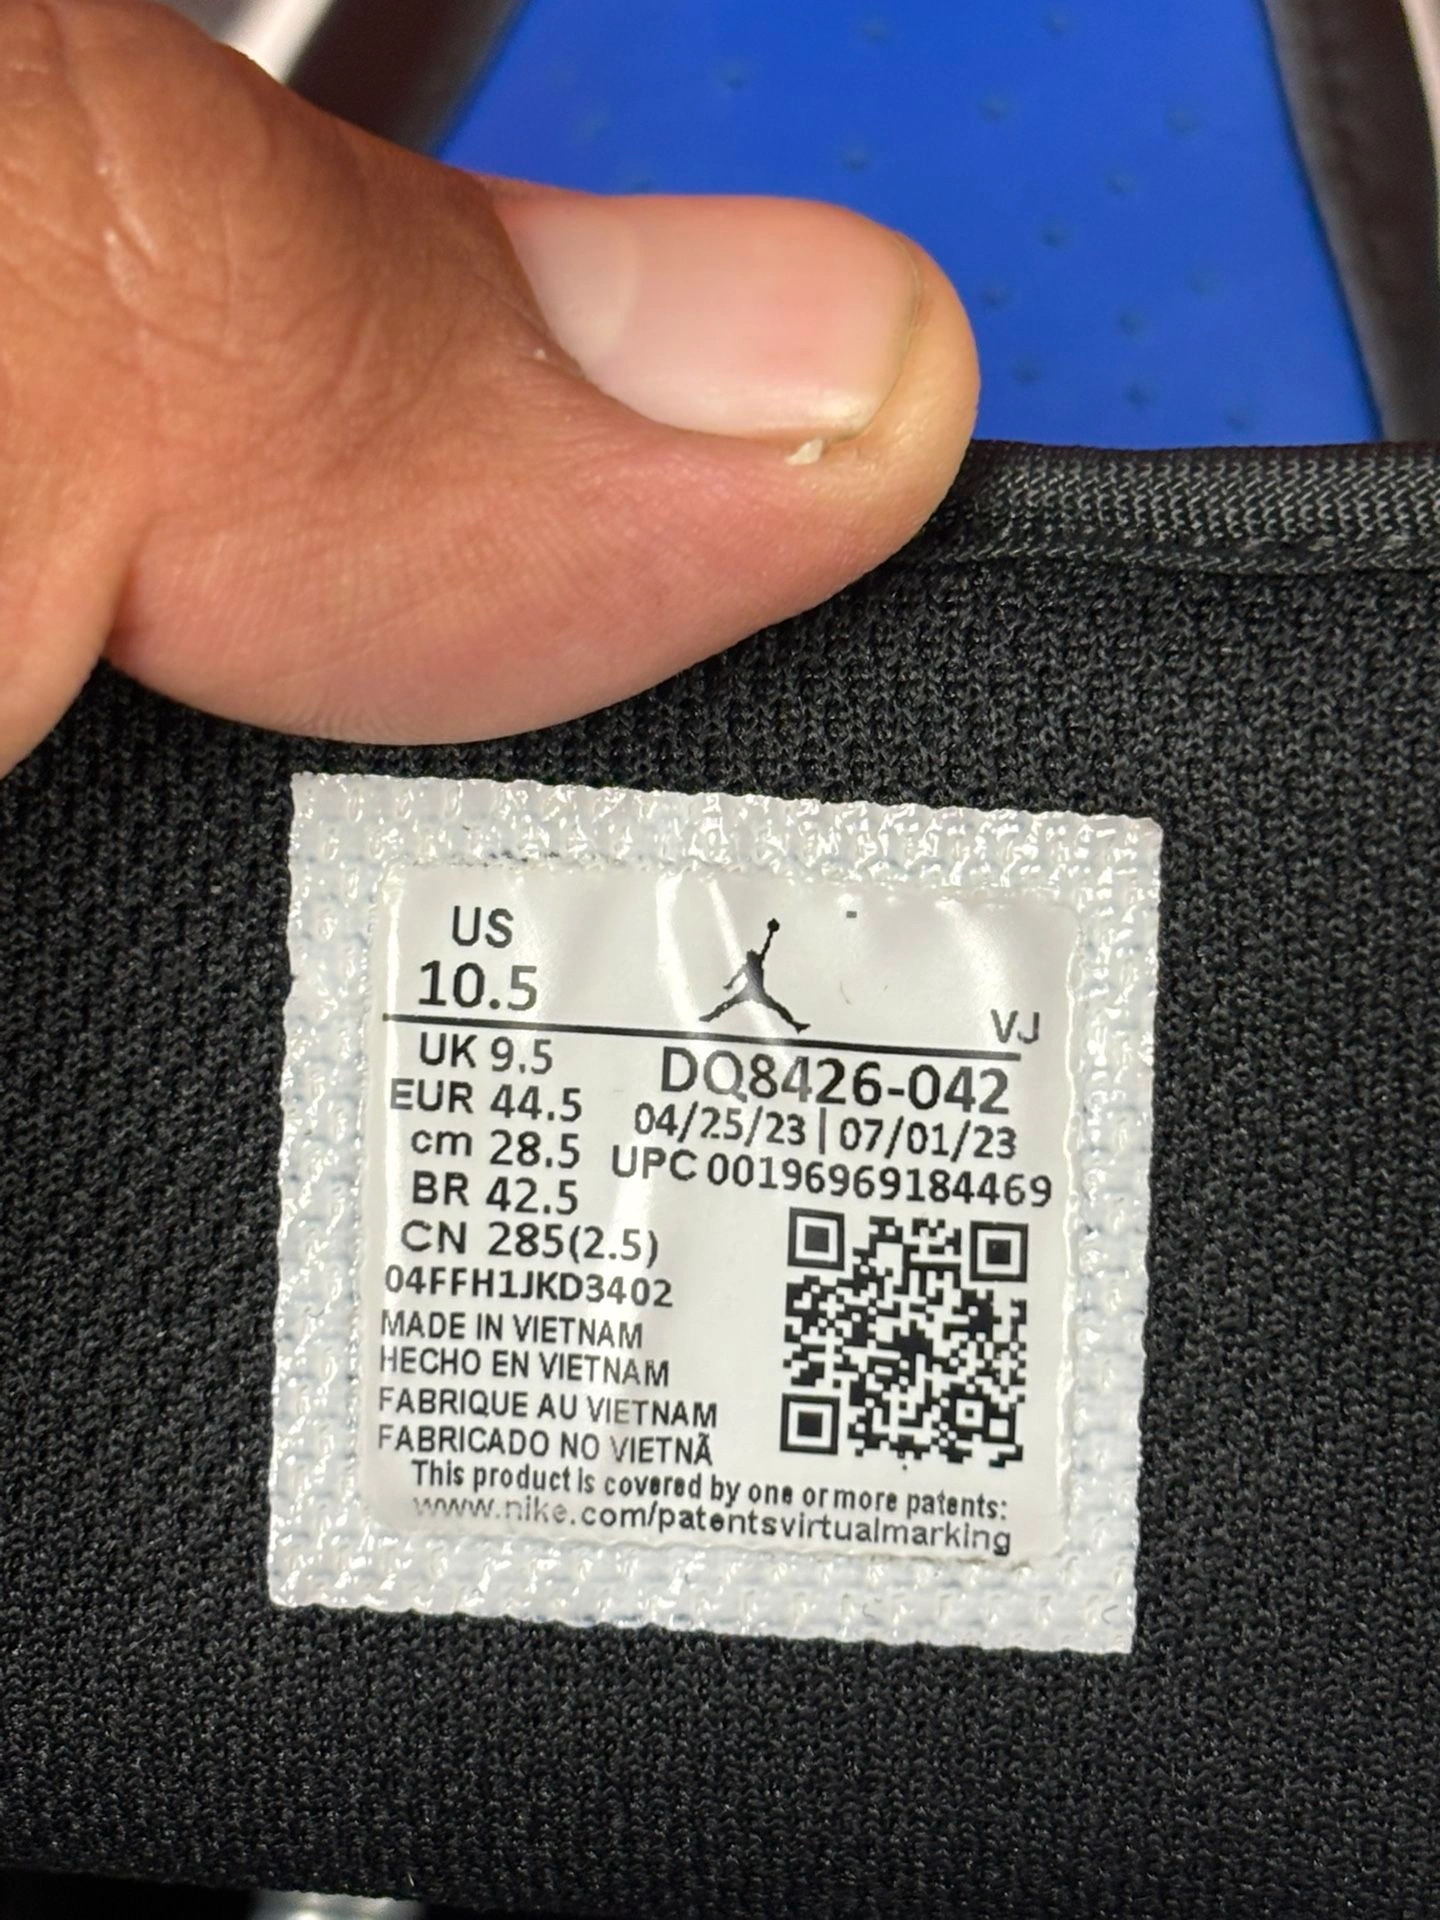 US
10.5
VJ
UK 9.5
EUR 44.5
cm 28.5
BR 42.5
CN 285(2.5)
04FFH1JKD3402
DQ8426-042
04/25/23 | 07/01/23
UPC 00196969184469
MADE IN VIETNAM
HECHO EN VIETNAM
FABRIQUE AU VIETNAM
FABRICADO NO VIETNÃ
This product is covered by one or more patents:
www.nike.com/patentsvirtualmarking